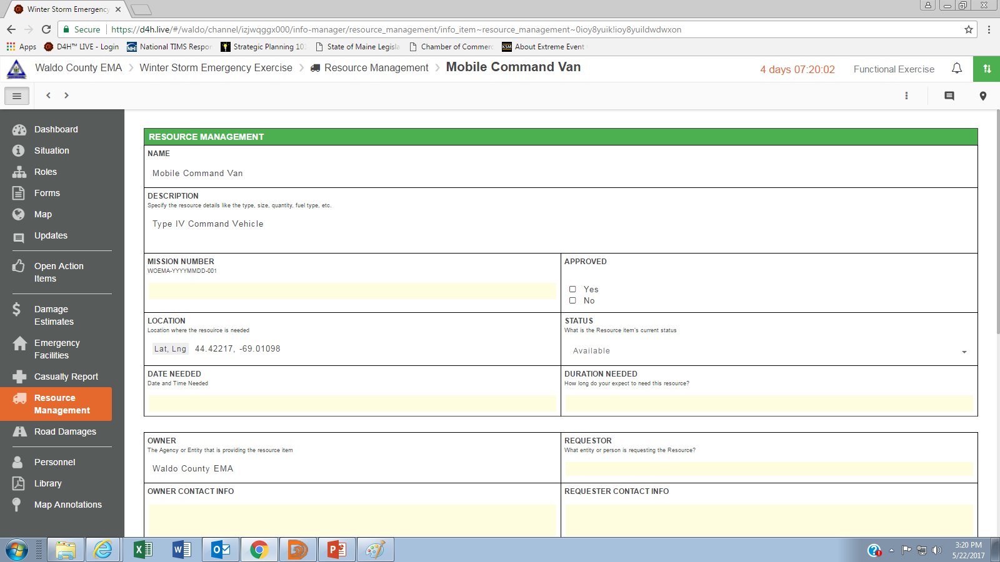 Winter Storm Emergency
Secure
https://d4h.live/#/waldo/channel/izjwqggx000/info-manager/resource_management/info_item~resource_management~0ioy8yuik!ioy8yuildwdwxon
Apps
D4H™ LIVE - Login
National TIMS Respon
Strategic Planning 10
State of Maine Legisla
Chamber of Commerc
About Extreme Event
Waldo County EMA
Winter Storm Emergency Exercise
Resource Management
Mobile Command Van
4 days 07:20:02
Functional Exercise
Dashboard
Situation
Roles
Forms
Map
Updates
Open Action
Items
Damage
Estimates
Emergency
Facilities
Casualty Report
Resource
Management
Road Damages
Personnel
Library
Map Annotations
RESOURCE MANAGEMENT
NAME
Mobile Command Van
DESCRIPTION
Specify the resource details like the type, size, quantity, fuel type, etc.
Type IV Command Vehicle
MISSION NUMBER
WOEMA-YYYYMMDD-001
APPROVED
Yes
No
LOCATION
Location where the resoiurce is needed
Lat, Lng 44.42217, -69.01098
STATUS
What is the Resource item's current status
Available
DATE NEEDED
Date and Time Needed
DURATION NEEDED
How long do your expect to need this resource?
OWNER
The Agency or Entity that is providing the resource item
Waldo County EMA
REQUESTOR
What entity or person is requesting the Resource?
OWNER CONTACT INFO
REQUESTER CONTACT INFO
3:20 PM
5/22/2017